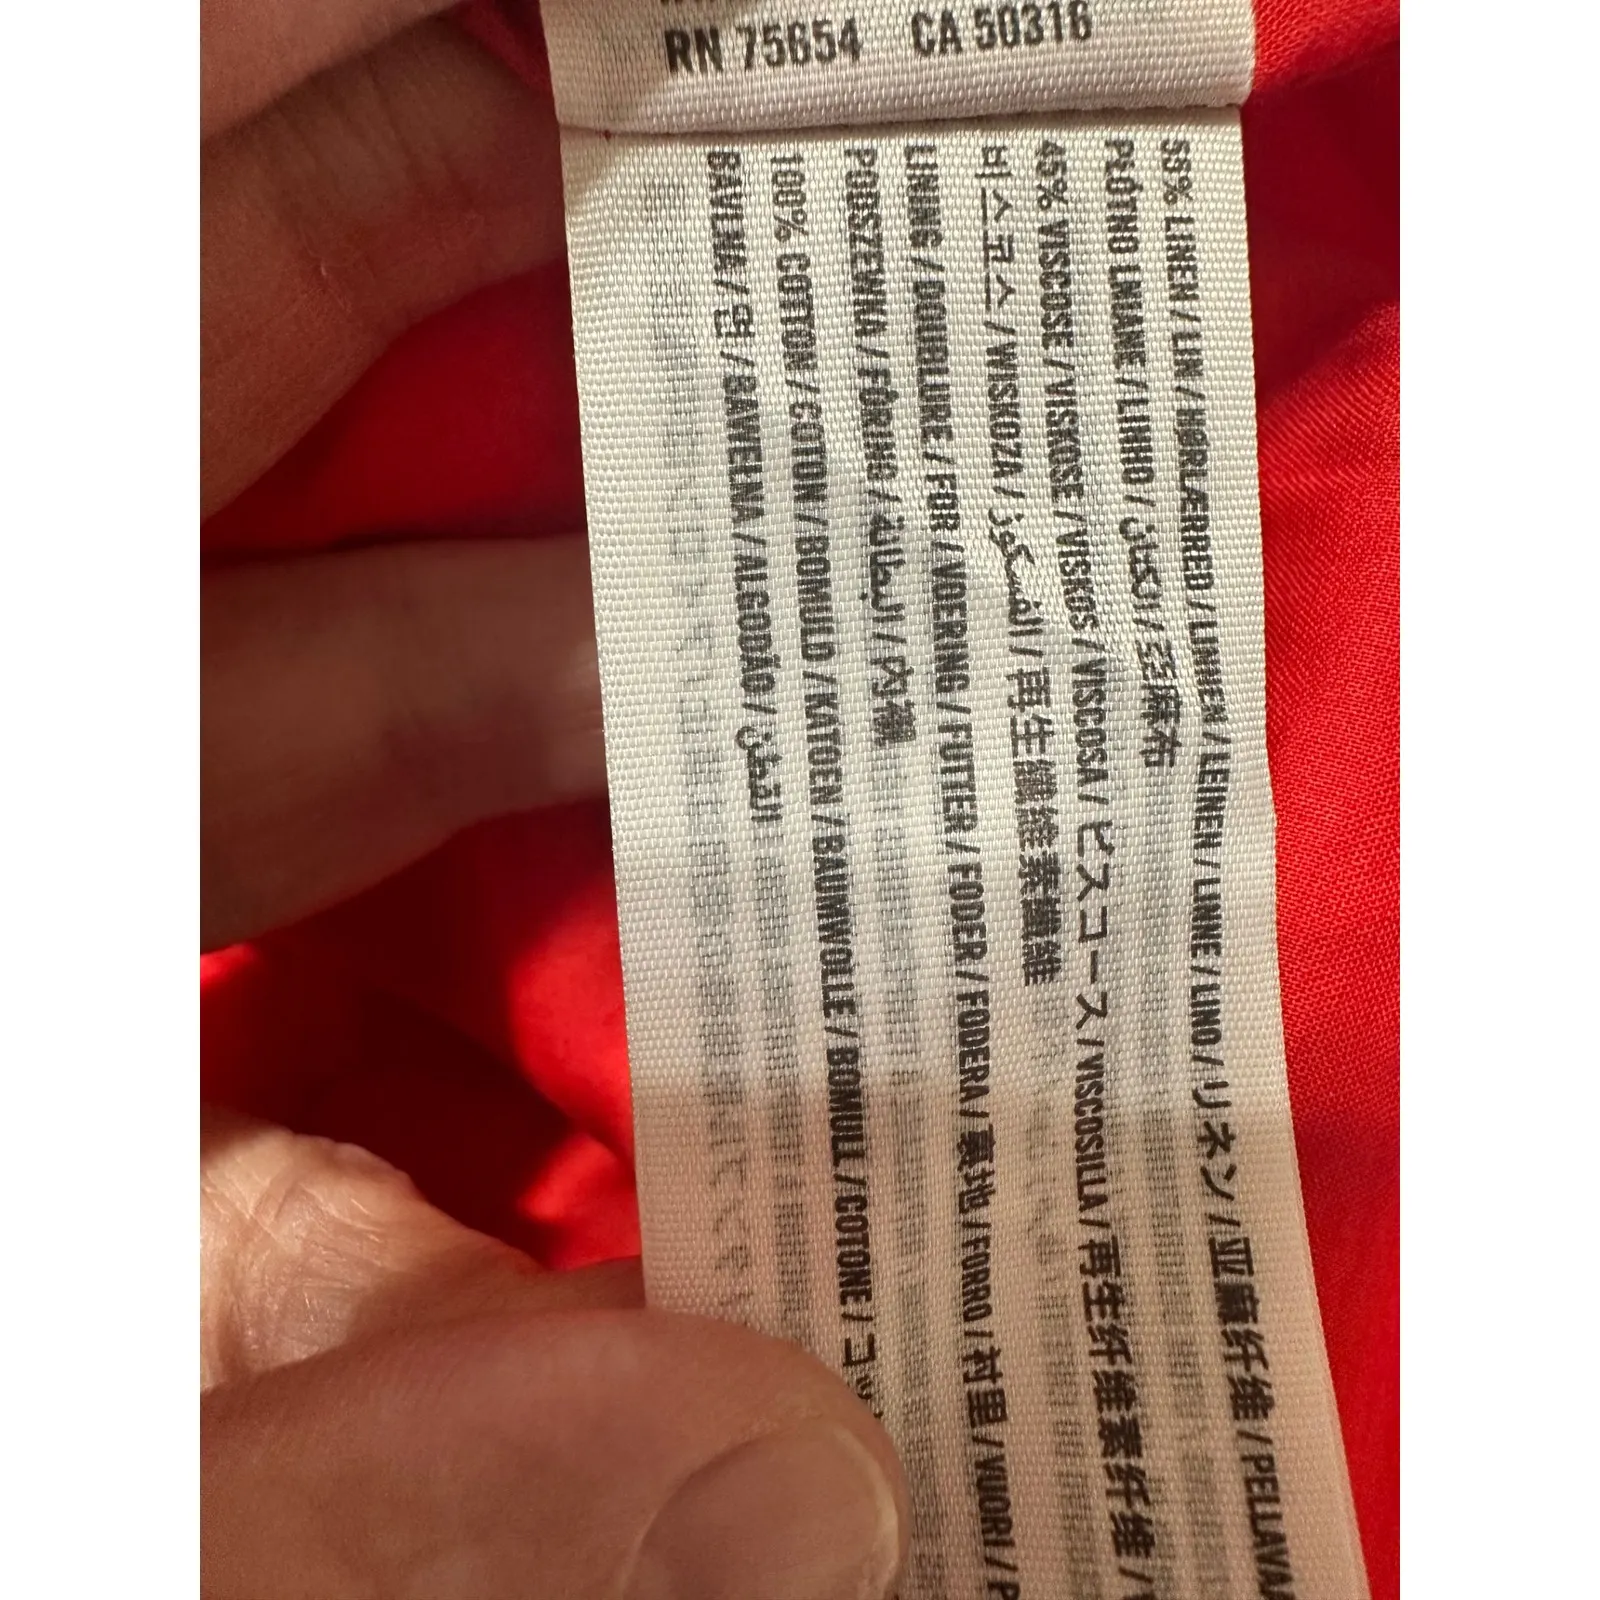 RN 75654 CA 50316
LINEN / LIN / HØRLÆRRED / LINNEN / LEINEN / LINNE / LINO / リネン / 亚麻纤维 / PELLAVA
PŁÓTNO LNIANE / LINHO / الكتان / 亞麻布
VISCOSE / VISKOSE / VISKOS / VISCOSA / ビスコース / VISCOSILLA / 再生纤维素纤维 /
비스코스 / WISKOZA / الفسكوز / 再生纖維素纖維
LINING / DOUBLURE / FOR / VOERING / FUTTER / FODER / FODERA / 裏地 / FORRO / 衬里 / VUORI / P
PODSZEWKA / FÔRING / البطانة / 內襯
100% COTTON / COTON / BOMULD / KATOEN / BAUMWOLLE / BOMULL / COTONE / コッ
BAVLNA / 면 / BAWEŁNA / ALGODÃO / القطن